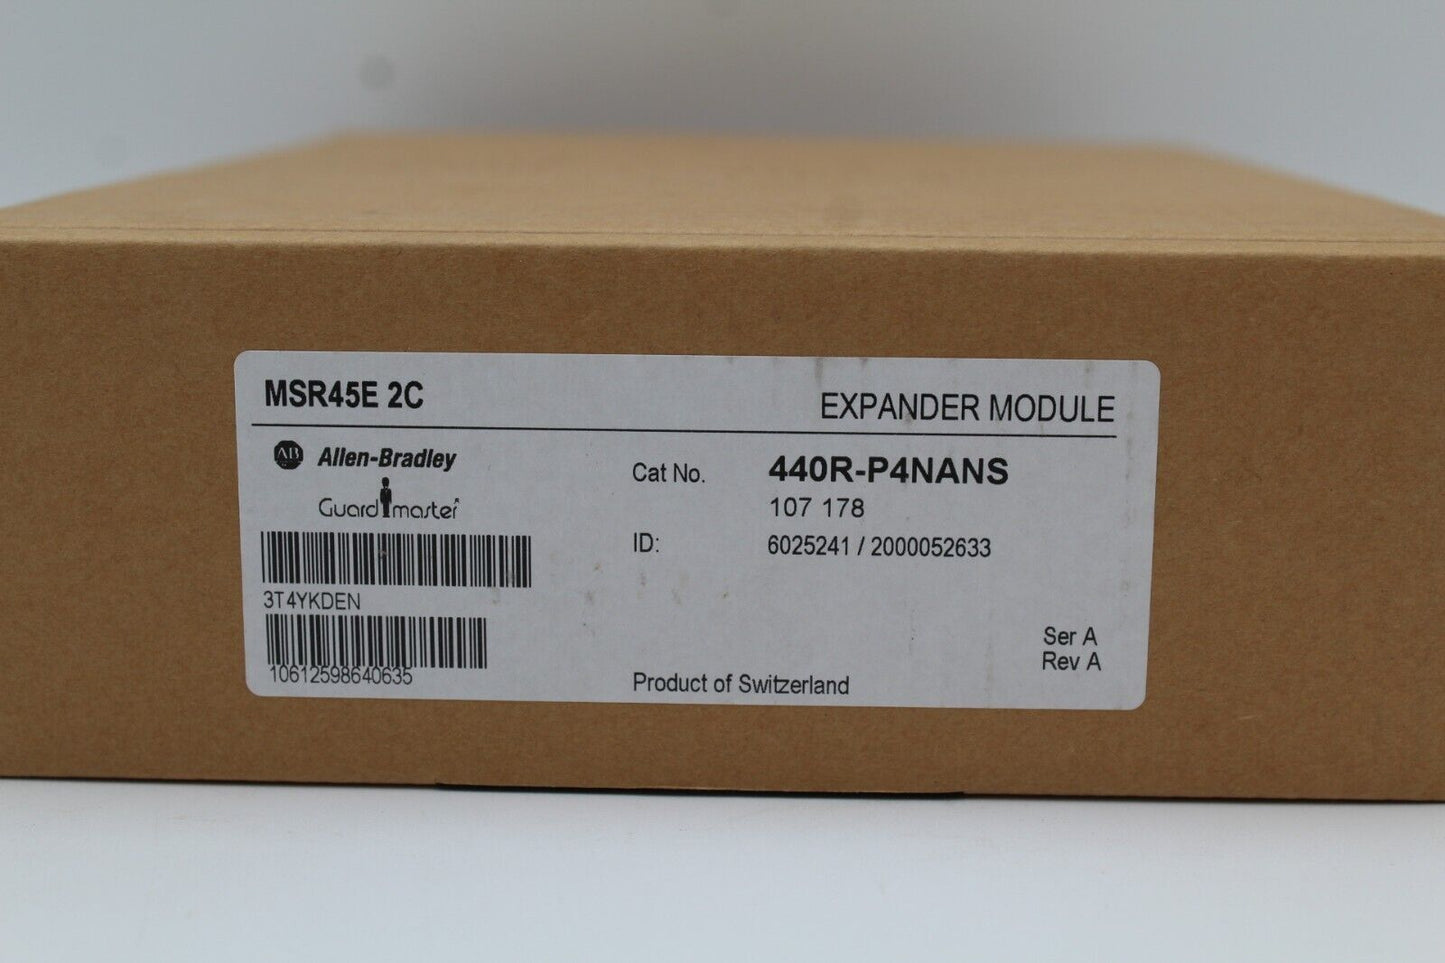 MSR45E 2C
EXPANDER MODULE
AB Allen-Bradley
Guardmaster
Cat No. 440R-P4NANS
107 178
ID: 6025241 / 2000052633
3T4YKDEN
10612598640635
Ser A
Rev A
Product of Switzerland